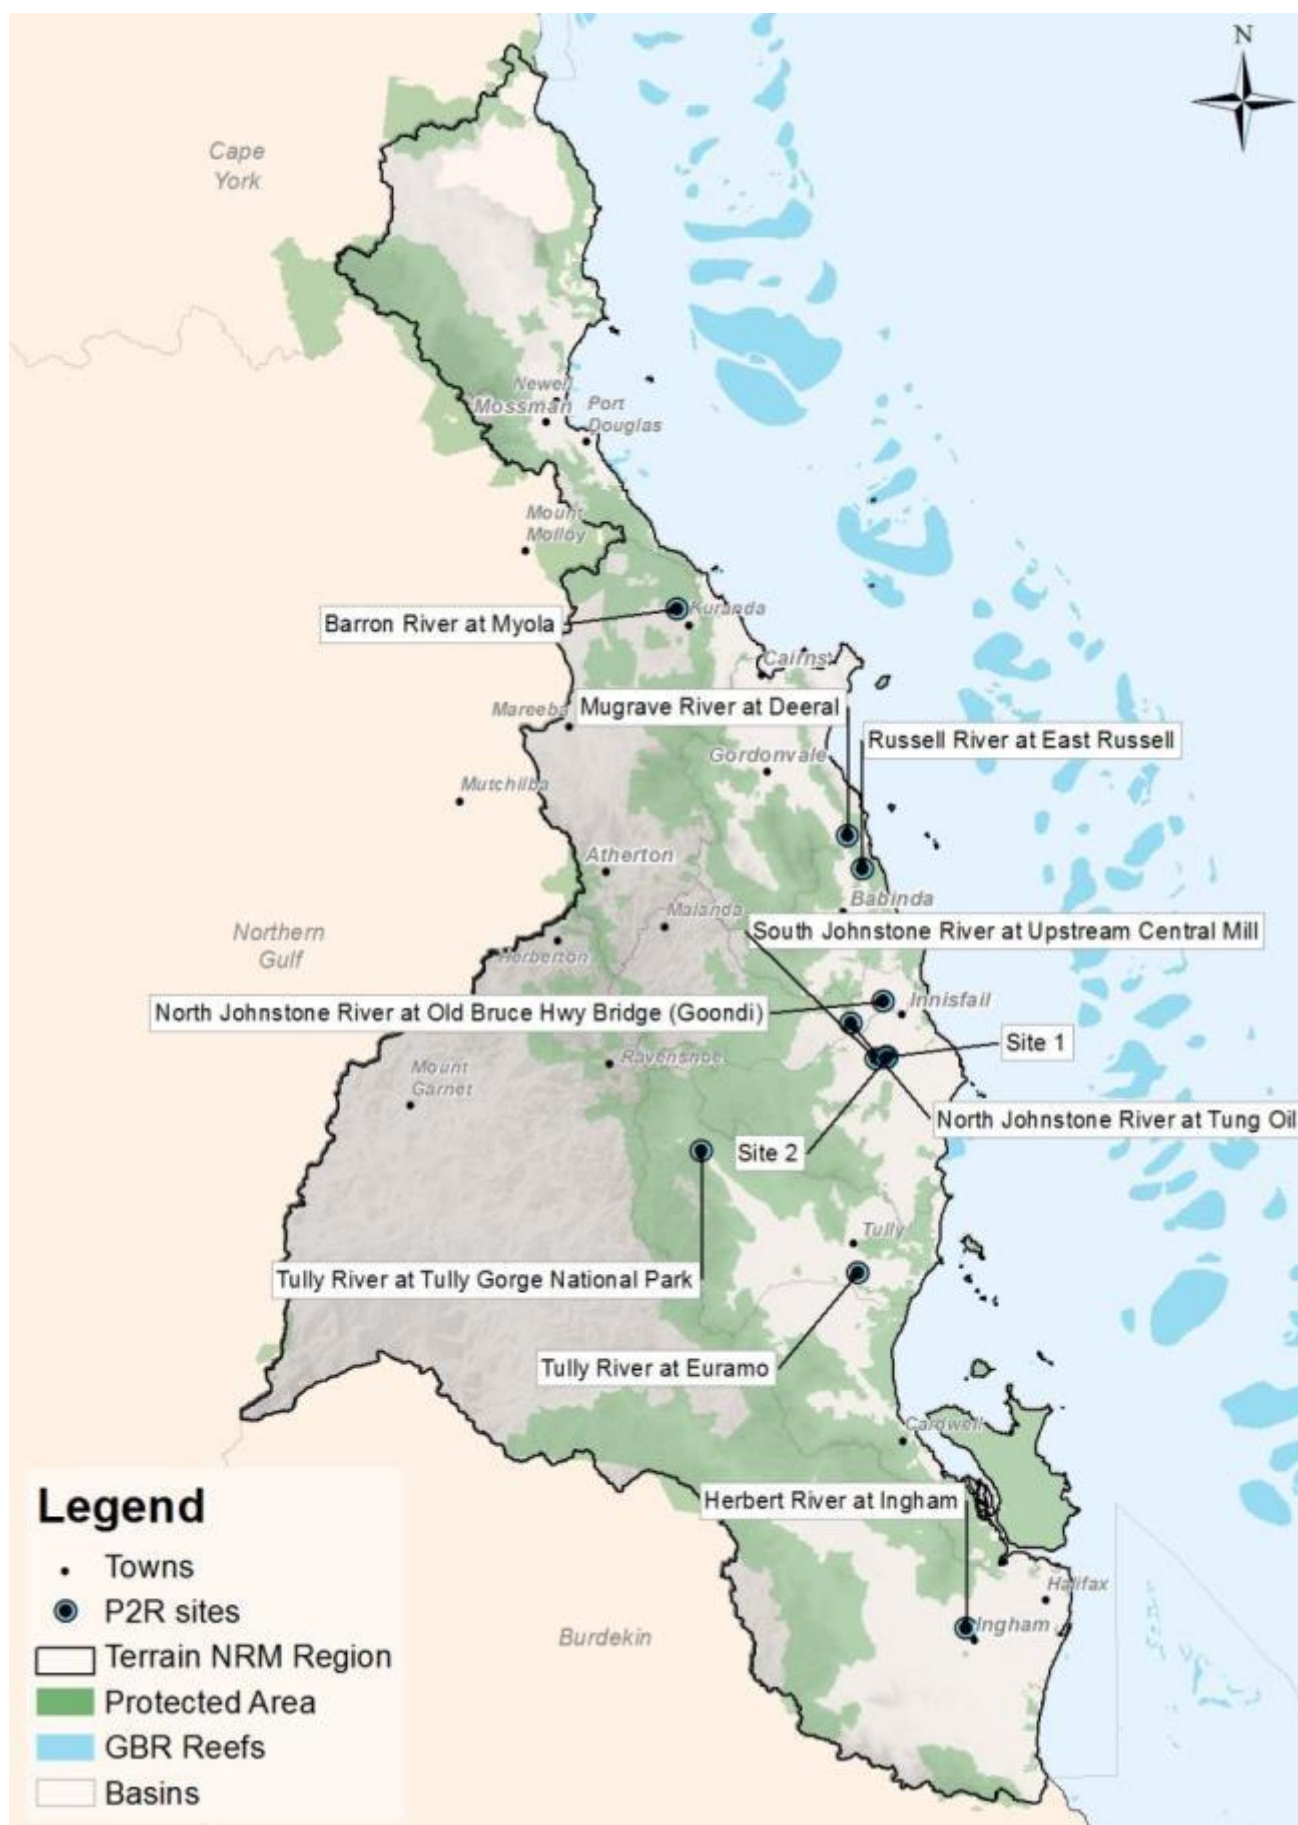 N
Cape
York
Newell
Mossman
Port
Douglas
Mount
Molloy
Kuranda
Barron River at Myola
Cairns
Mugrave River at Deeral
Mareeba
Russell River at East Russell
Gordonvale
Mutchilba
Atherton
Babinda
Malanda
South Johnstone River at Upstream Central Mill
Northern
Gulf
Herberton
North Johnstone River at Old Bruce Hwy Bridge (Goondi)
Innisfail
Site 1
Ravenshoe
Mount
Garnet
North Johnstone River at Tung Oil
Site 2
Tully
Tully River at Tully Gorge National Park
Tully River at Euramo
Cardwell
Herbert River at Ingham
Halifax
Ingham
Burdekin
Legend
Towns
P2R sites
Terrain NRM Region
Protected Area
GBR Reefs
Basins